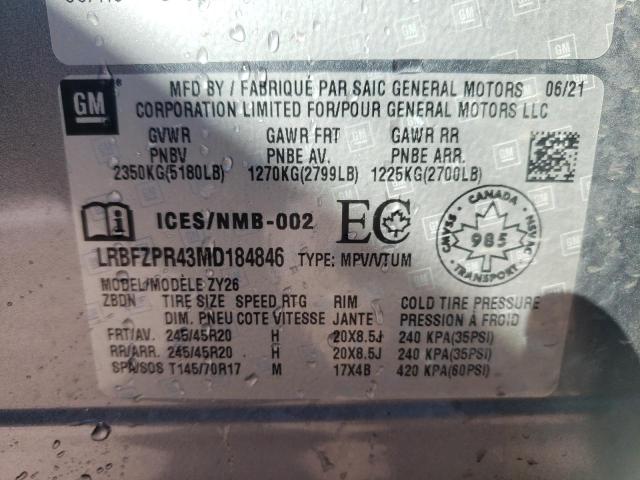 GM
MFD BY / FABRIQUE PAR SAIC GENERAL MOTORS 06/21
CORPORATION LIMITED FOR/POUR GENERAL MOTORS LLC
GVWR GAWR FRT GAWR RR
PNBV PNBE AV. PNBE ARR.
2350KG(5180LB) 1270KG(2799LB) 1225KG(2700LB)
ICES/NMB-002 EC
CANADA
CMVSS 985 NSVAC
TRANSPORT
LRBFZPR43MD184846 TYPE: MPV/VTUM
MODEL/MODÈLE ZY26
ZBDN TIRE SIZE SPEED RTG RIM COLD TIRE PRESSURE
DIM. PNEU COTE VITESSE JANTE PRESSION A FROID
FRT/AV. 245/45R20 H 20X8.5J 240 KPA(35PSI)
RR/ARR. 245/45R20 H 20X8.5J 240 KPA(35PSI)
SPA/SOS T145/70R17 M 17X4B 420 KPA(60PSI)